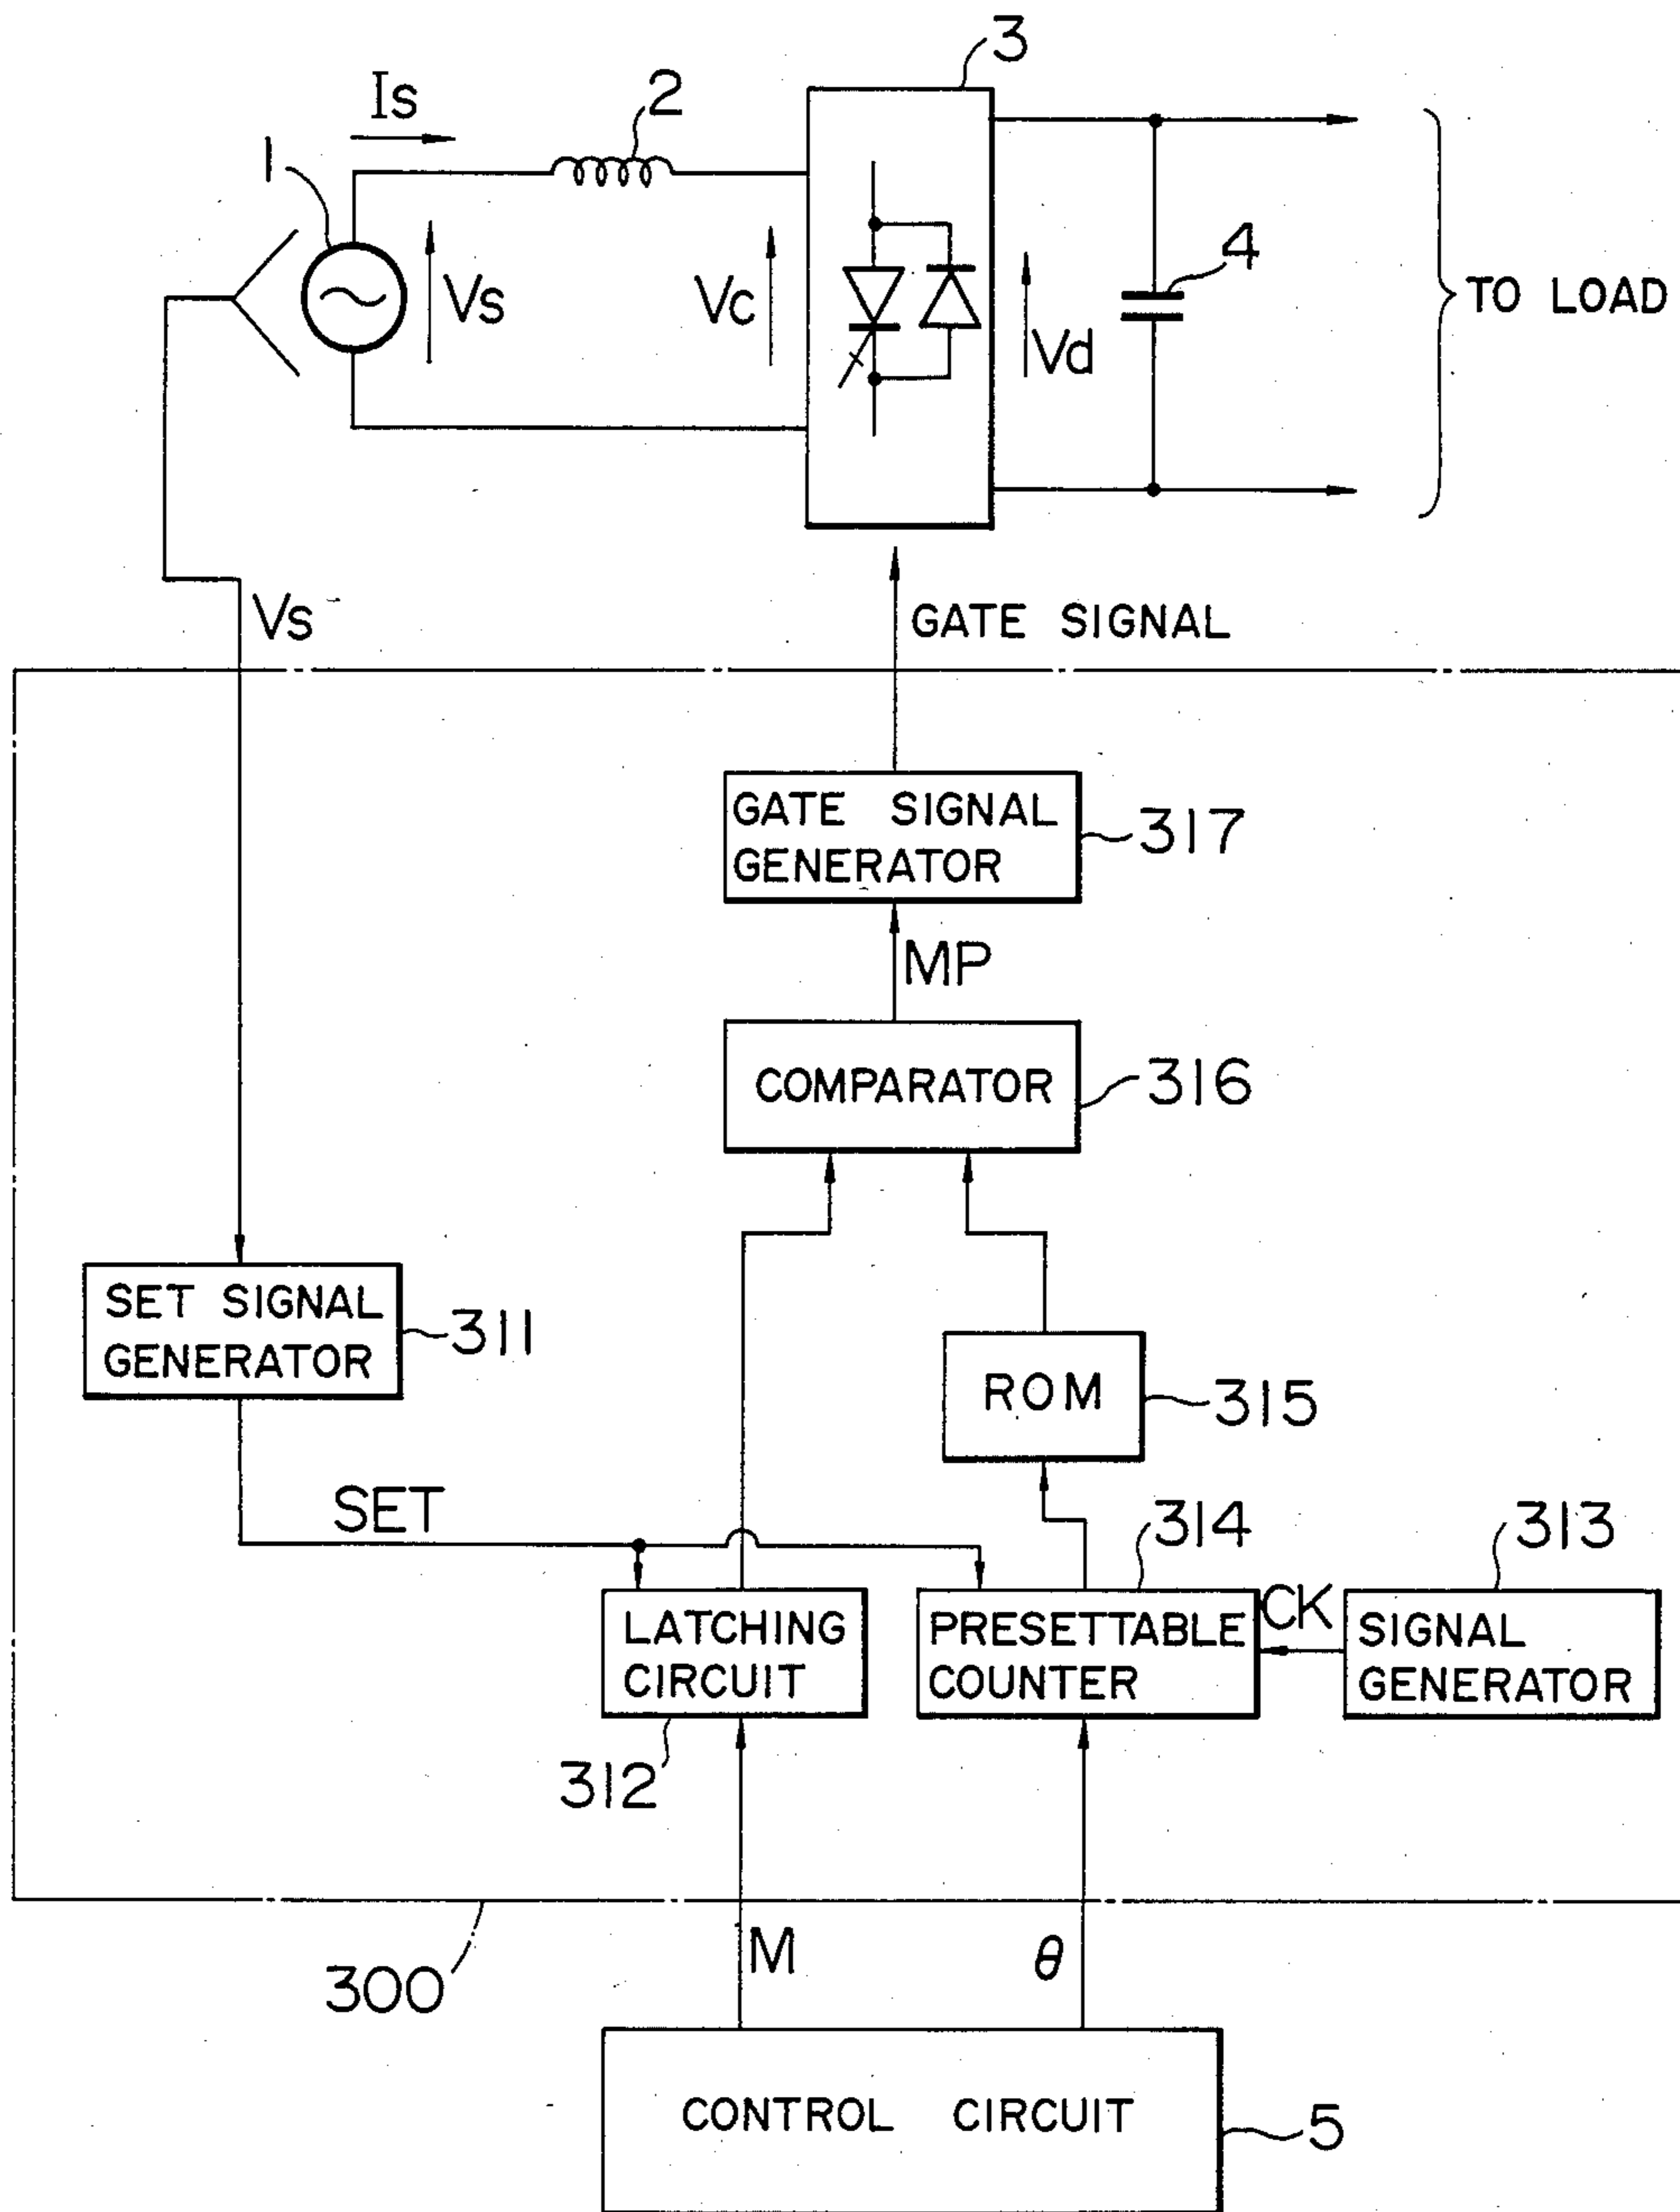 3
Is
2
1
Vs
Vc
Vd
4
TO LOAD
Vs
GATE SIGNAL
GATE SIGNAL
GENERATOR
317
MP
COMPARATOR
316
SET SIGNAL
GENERATOR
311
ROM
315
SET
314
313
LATCHING
CIRCUIT
PRESETTABLE
COUNTER
CK
SIGNAL
GENERATOR
312
M
θ
300
CONTROL CIRCUIT
5